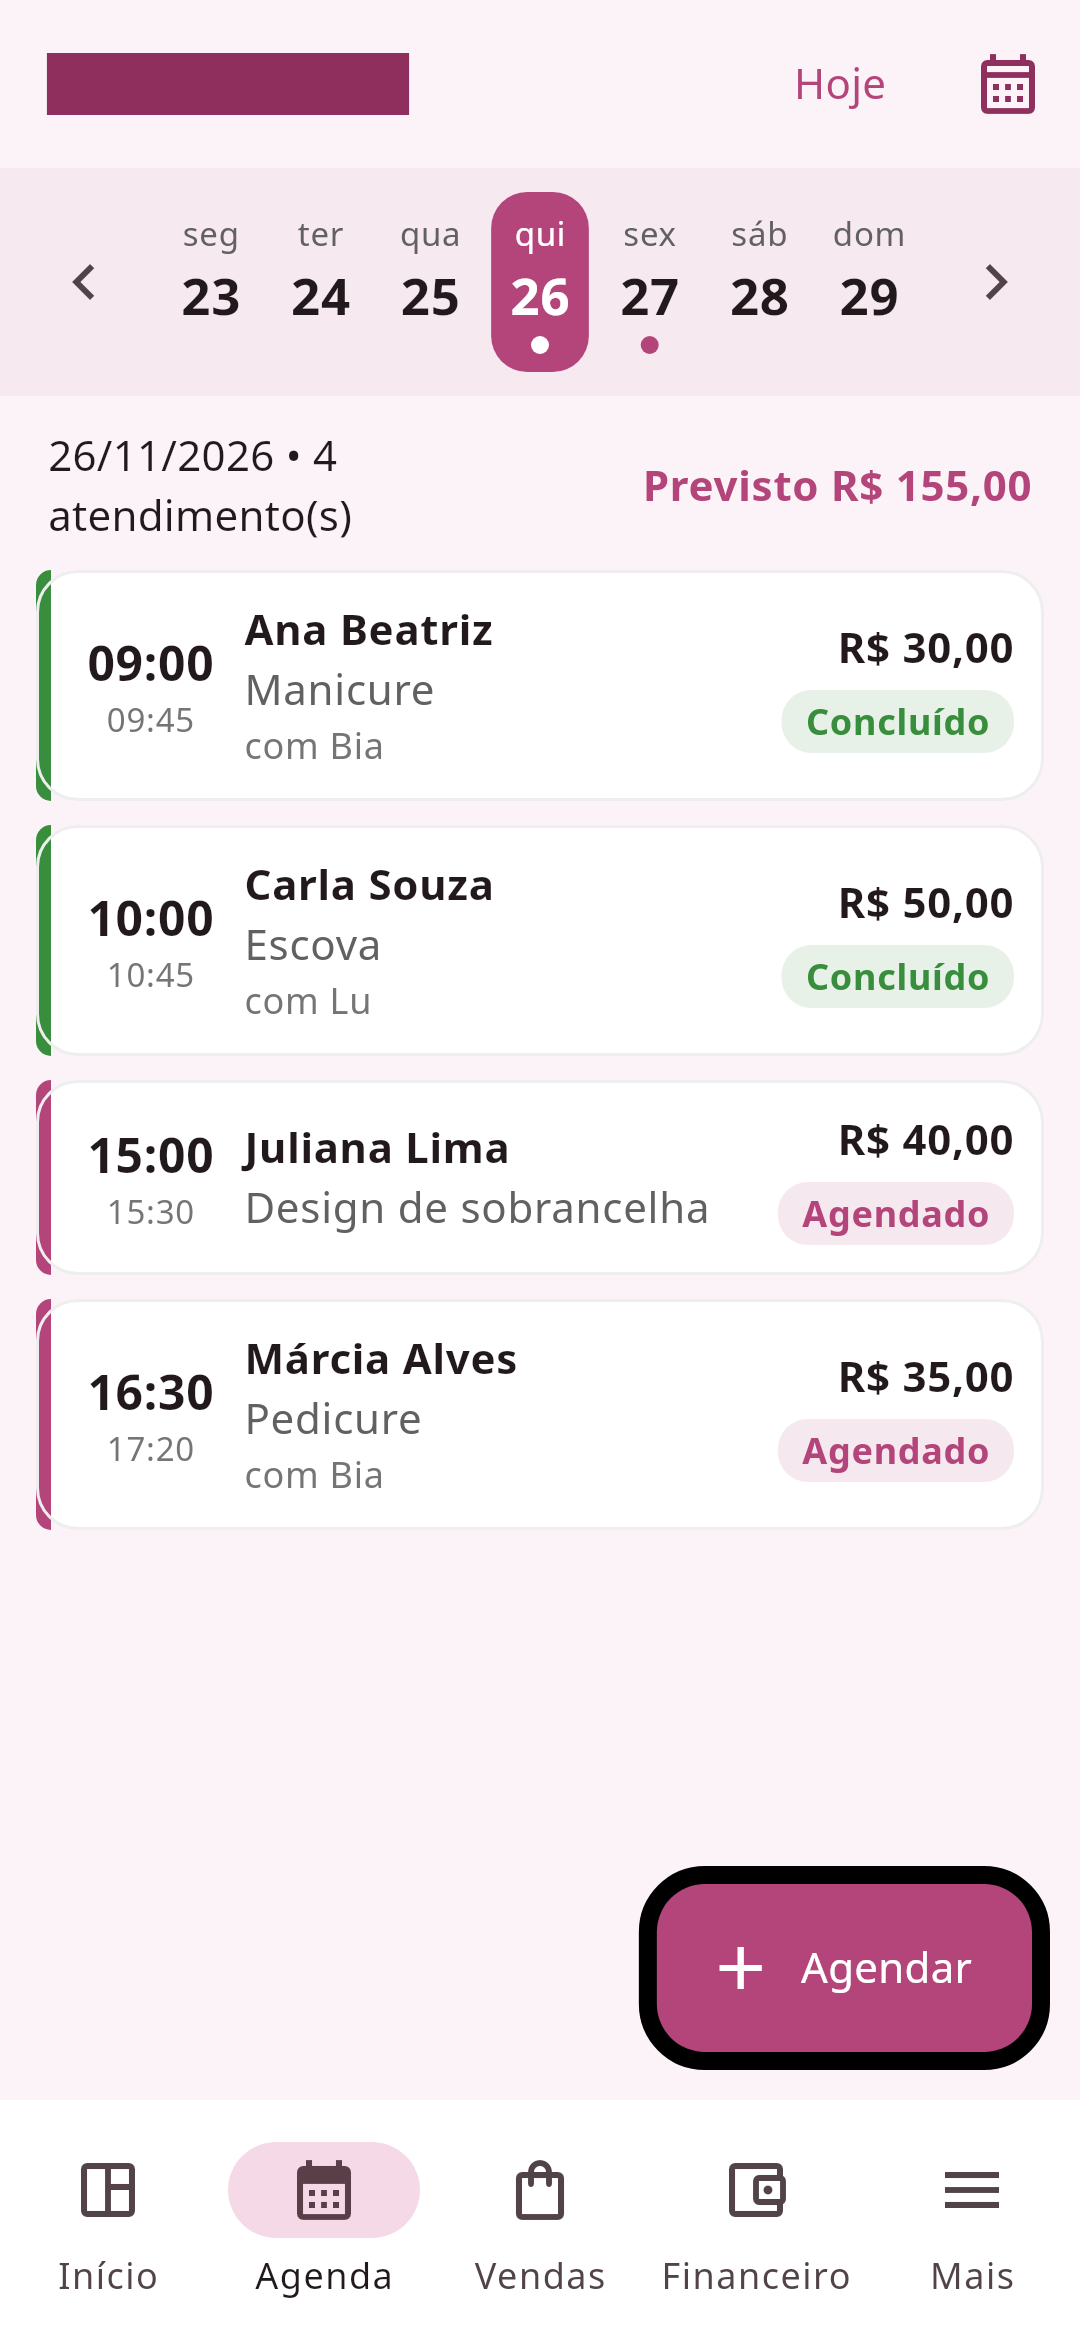 Hoje
seg ter qua qui sex sáb dom
23 24 25 26 27 28 29
26/11/2026 • 4
atendimento(s)
Previsto R$ 155,00
09:00
09:45
Ana Beatriz
Manicure
com Bia
R$ 30,00
Concluído
10:00
10:45
Carla Souza
Escova
com Lu
R$ 50,00
Concluído
15:00
15:30
Juliana Lima
Design de sobrancelha
R$ 40,00
Agendado
16:30
17:20
Márcia Alves
Pedicure
com Bia
R$ 35,00
Agendado
Agendar
Início Agenda Vendas Financeiro Mais